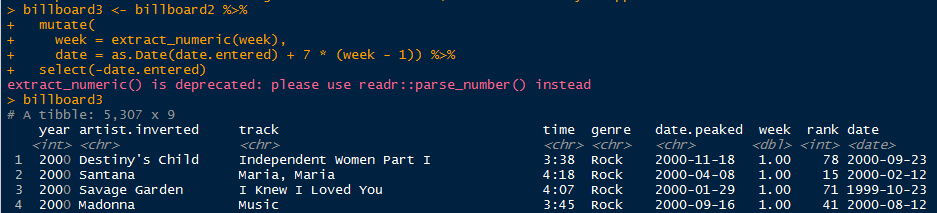 > billboard3 <- billboard2 %>%
+   mutate(
+     week = extract_numeric(week),
+     date = as.Date(date.entered) + 7 * (week - 1)) %>%
+   select(-date.entered)
extract_numeric() is deprecated: please use readr::parse_number() instead
> billboard3
# A tibble: 5,307 x 9
year artist.inverted track time genre date.peaked week rank date
<int> <chr> <chr> <chr> <chr> <chr> <dbl> <int> <date>
1 2000 Destiny's Child Independent Women Part I 3:38 Rock 2000-11-18 1.00 78 2000-09-23
2 2000 Santana Maria, Maria 4:18 Rock 2000-04-08 1.00 15 2000-02-12
3 2000 Savage Garden I Knew I Loved You 4:07 Rock 2000-01-29 1.00 71 1999-10-23
4 2000 Madonna Music 3:45 Rock 2000-09-16 1.00 41 2000-08-12